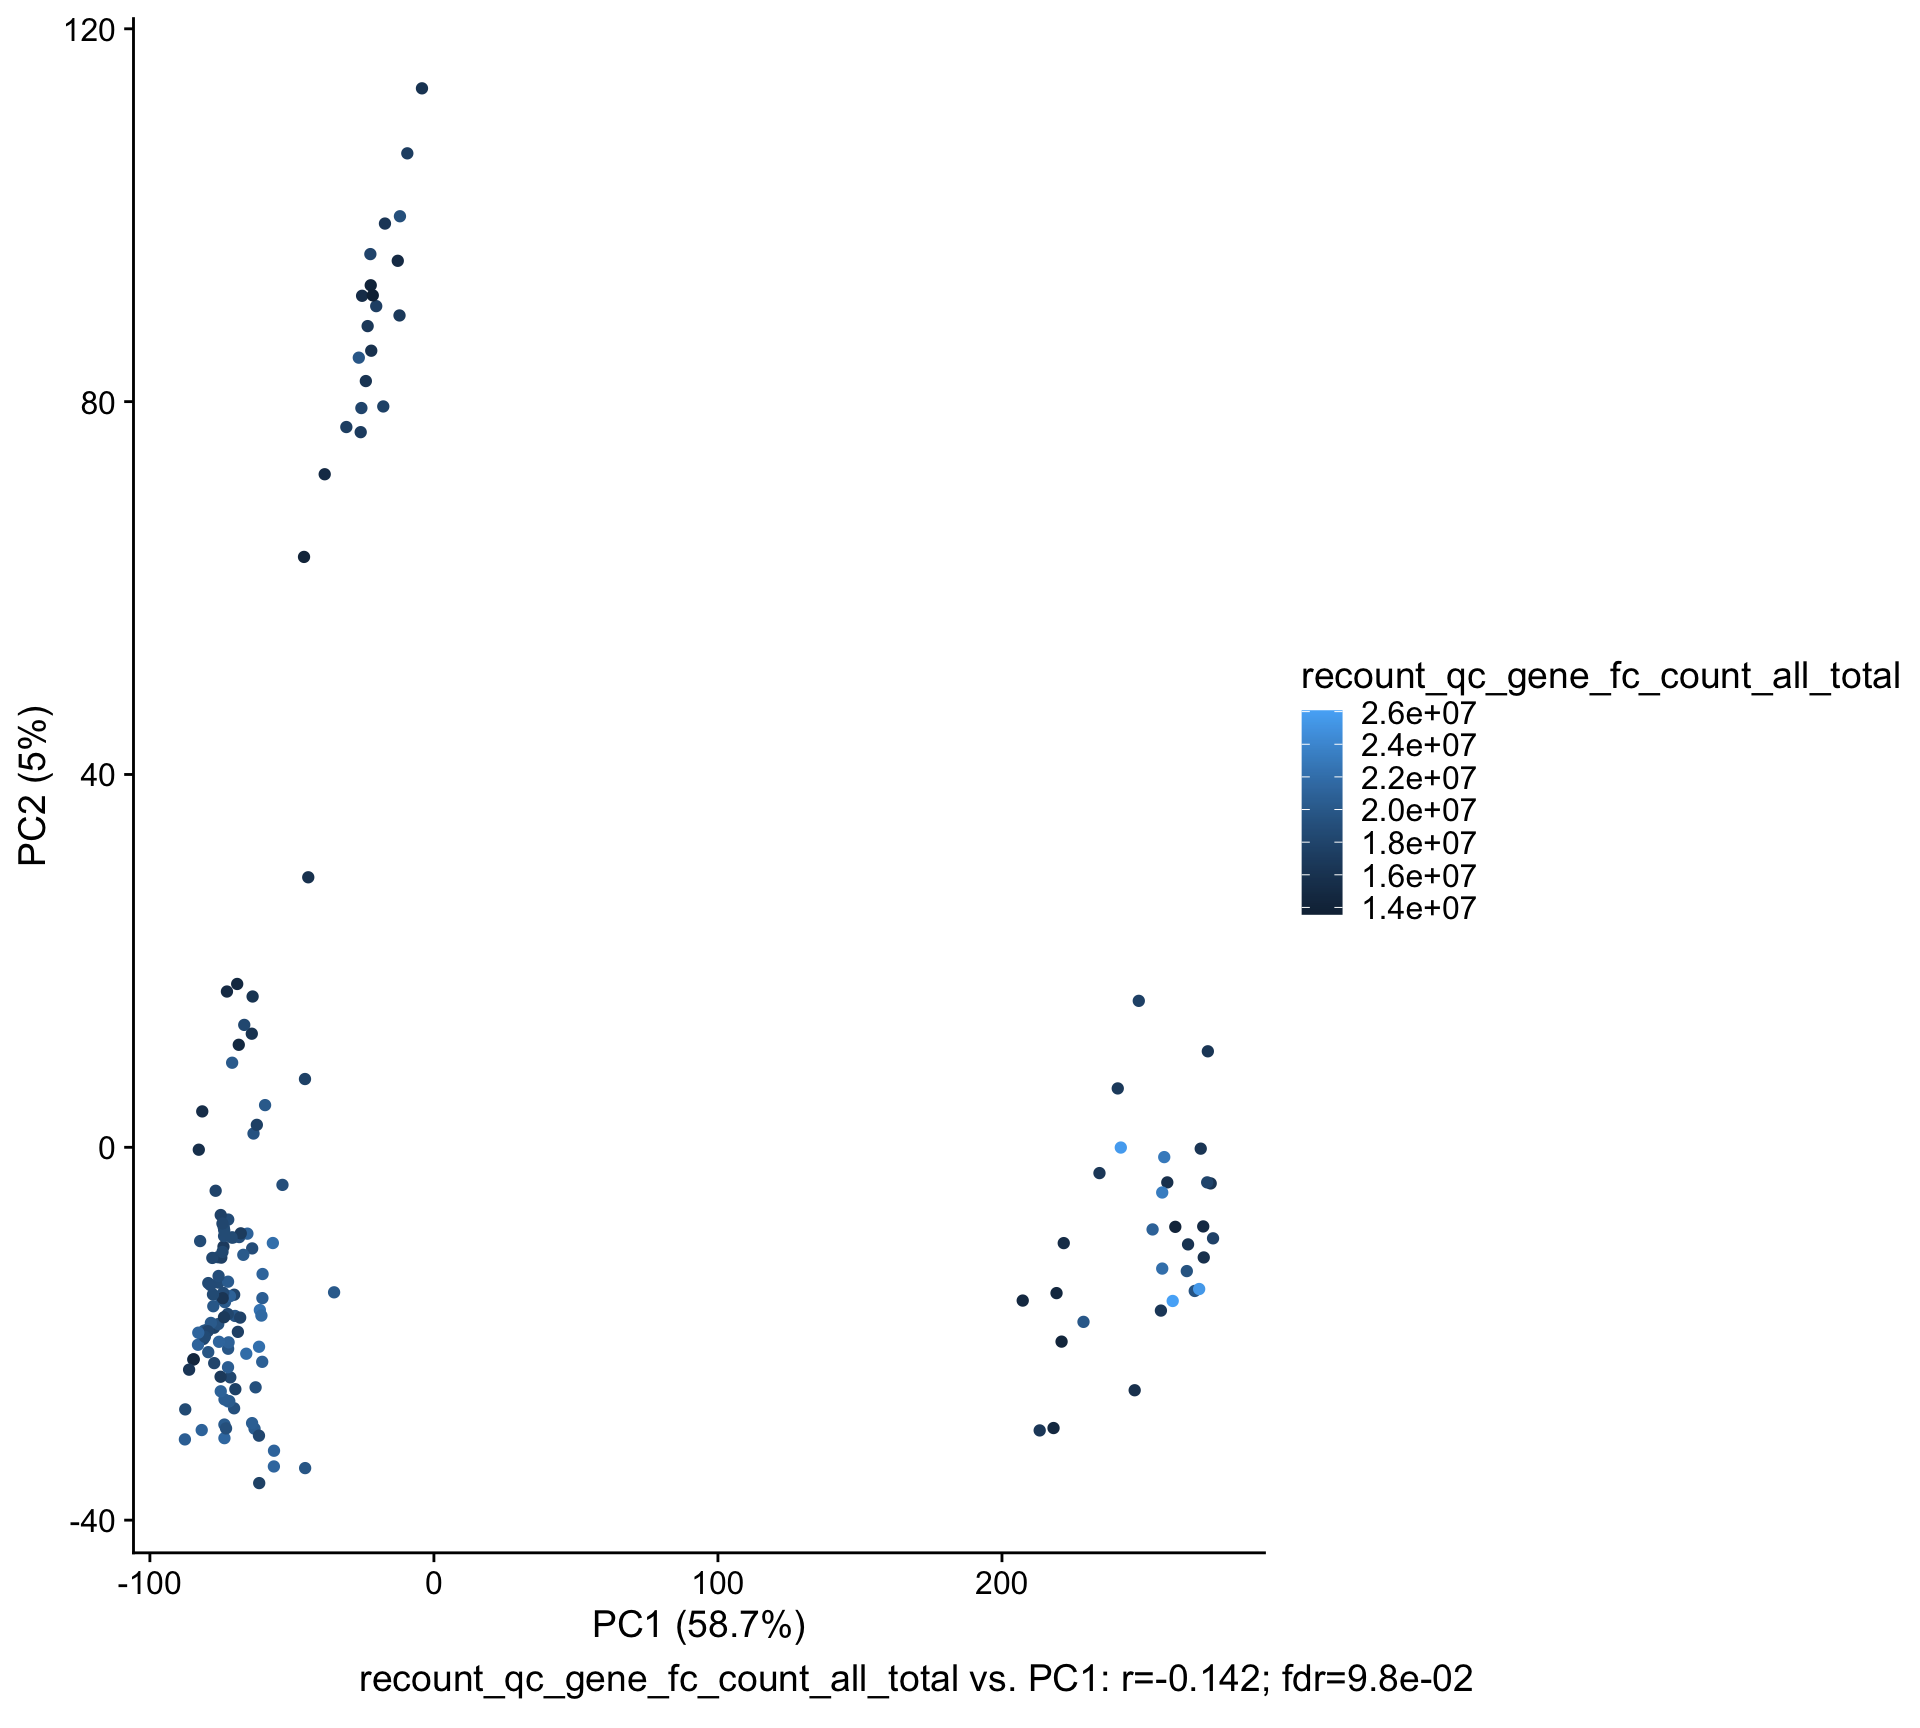 120
80
40
0
-40
PC2 (5%)
-100
0
100
200
PC1 (58.7%)
recount_qc_gene_fc_count_all_total
2.6e+07
2.4e+07
2.2e+07
2.0e+07
1.8e+07
1.6e+07
1.4e+07
recount_qc_gene_fc_count_all_total vs. PC1: r=-0.142; fdr=9.8e-02